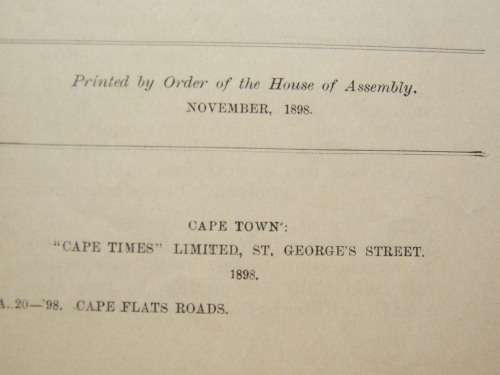 Printed by Order of the House of Assembly.
NOVEMBER, 1898.
CAPE TOWN:
"CAPE TIMES" LIMITED, ST. GEORGE'S STREET.
1898.
A. 20—'98. CAPE FLATS ROADS.